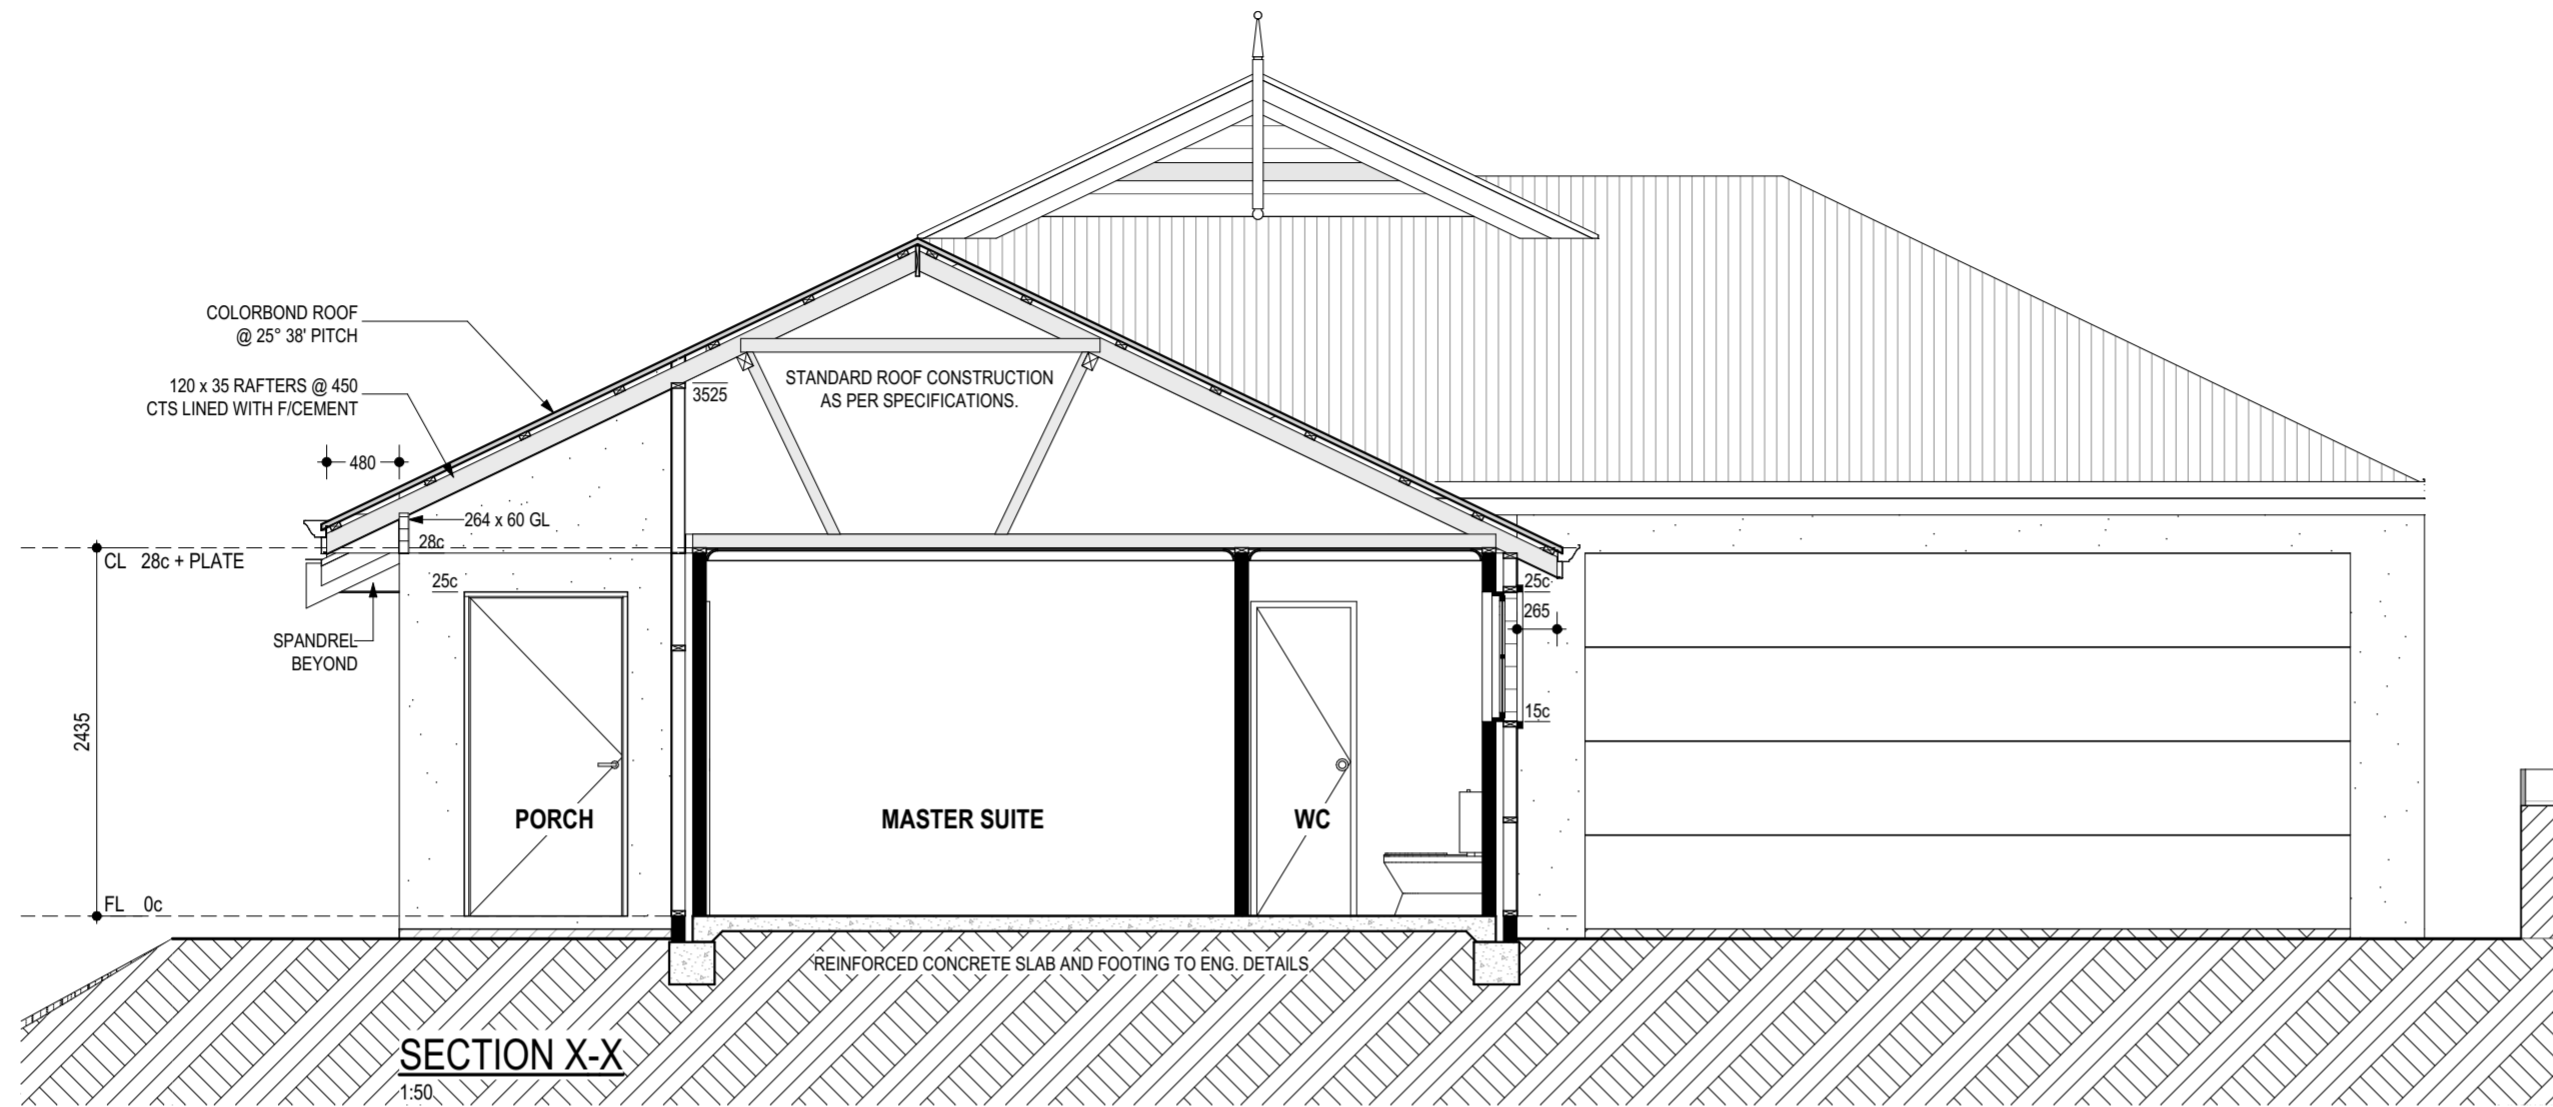 COLORBOND ROOF
@ 25° 38' PITCH
120 x 35 RAFTERS @ 450
CTS LINED WITH F/CEMENT
STANDARD ROOF CONSTRUCTION
AS PER SPECIFICATIONS.
3525
480
264 x 60 GL
28c
CL 28c + PLATE
25c
25c
265
SPANDREL
BEYOND
15c
2435
PORCH
MASTER SUITE
WC
FL 0c
REINFORCED CONCRETE SLAB AND FOOTING TO ENG. DETAILS
SECTION X-X
1:50